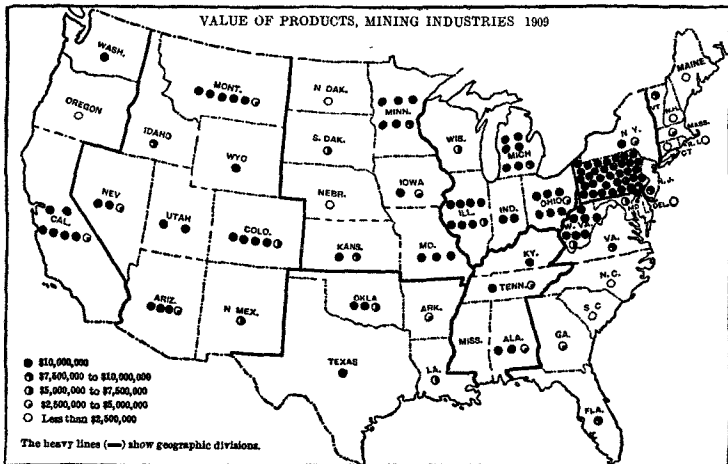 VALUE OF PRODUCTS, MINING INDUSTRIES 1909
WASH.
OREGON
CAL.
NEV
IDAHO
MONT.
WYO
UTAH
COLO.
ARIZ.
N MEX.
N DAK.
S. DAK.
NEBR.
KANS.
OKLA
TEXAS
MINN.
IOWA
MO.
ARK.
LA.
WIS.
ILL.
MICH
IND.
OHIO
KY.
TENN.
MISS.
ALA.
GA.
FLA.
S C
N.C.
VA.
W. VA.
MD.
DEL.
N.J.
N Y.
CT
R.I.
MASS.
VT
N.H.
MAINE
$10,000,000
$7,500,000 to $10,000,000
$5,000,000 to $7,500,000
$2,500,000 to $5,000,000
Less than $2,500,000
The heavy lines (—) show geographic divisions.